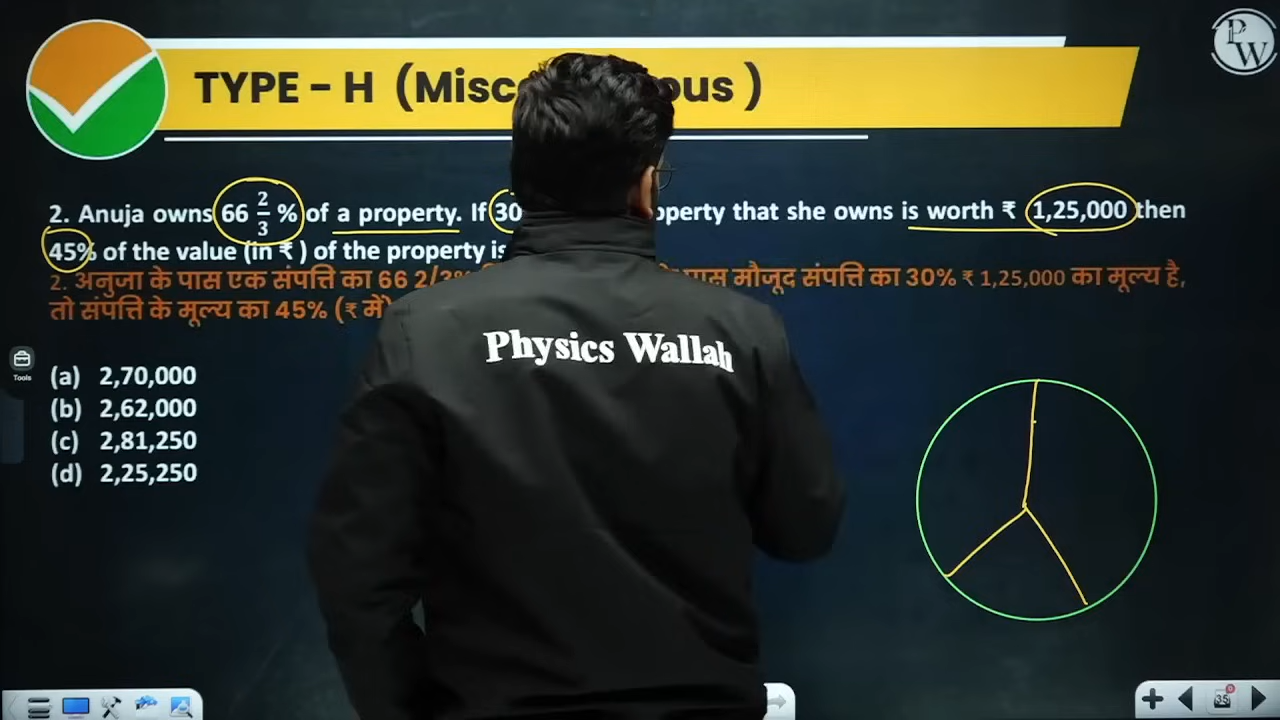 PW
TYPE - H (Misc ous )
2. Anuja owns 66 2/3 % of a property. If 30 operty that she owns is worth ₹ 1,25,000 then
45% of the value (in ₹ ) of the property is
2. अनुजा के पास एक संपत्ति का 66 2/3 पास मौजूद संपत्ति का 30% ₹ 1,25,000 का मूल्य है,
तो संपत्ति के मूल्य का 45% (₹ में)
Physics Wallah
Tools
(a) 2,70,000
(b) 2,62,000
(c) 2,81,250
(d) 2,25,250
35